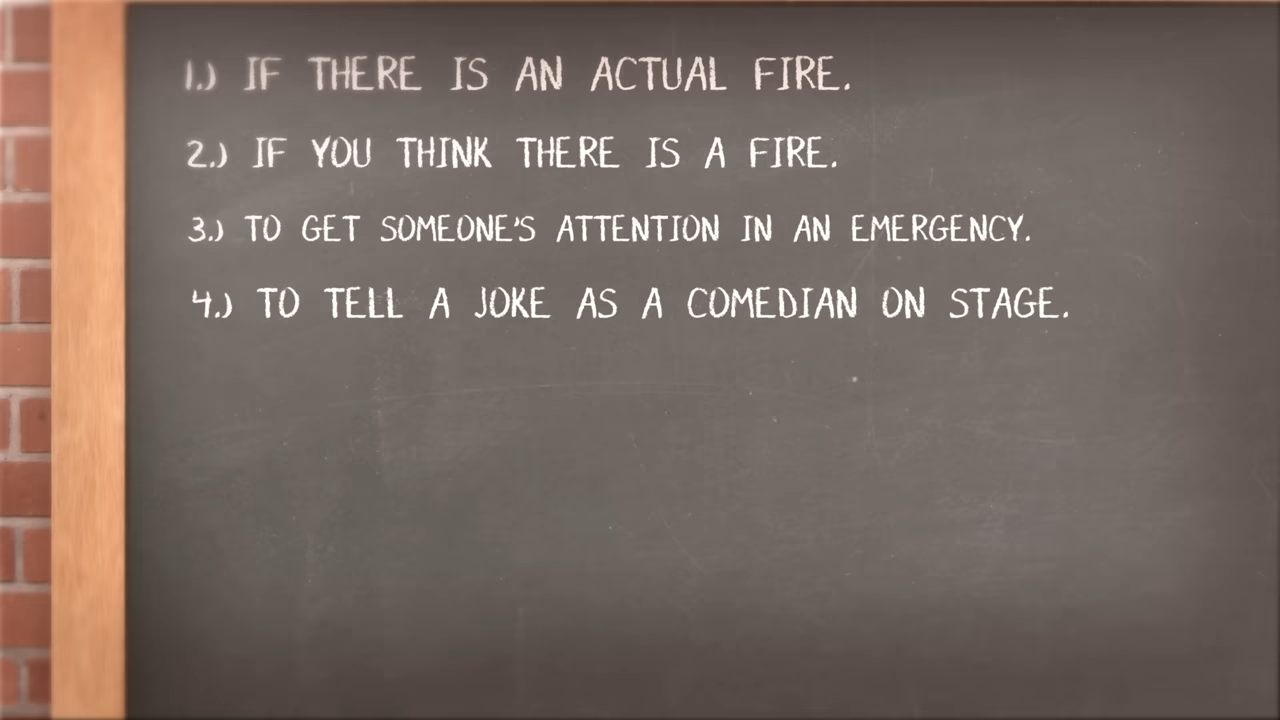 1.) IF THERE IS AN ACTUAL FIRE.
2.) IF YOU THINK THERE IS A FIRE.
3.) TO GET SOMEONE'S ATTENTION IN AN EMERGENCY.
4.) TO TELL A JOKE AS A COMEDIAN ON STAGE.